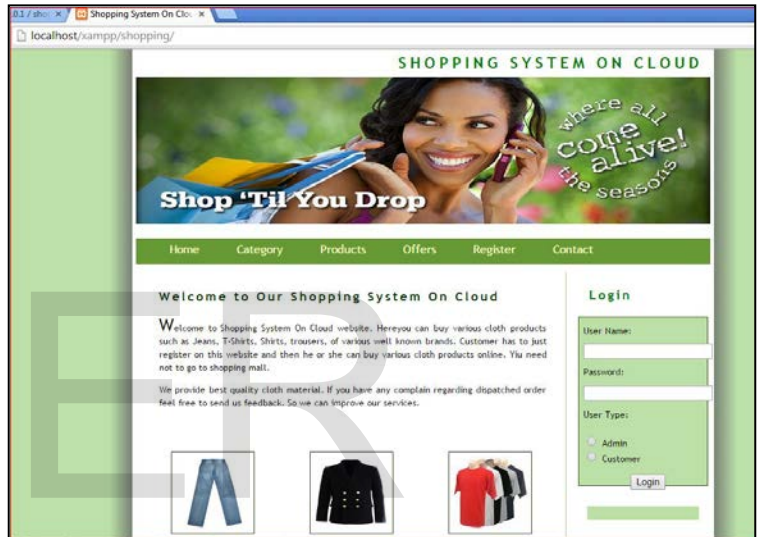 0.1 / shop
Shopping System On Clou
localhost/xampp/shopping/
SHOPPING SYSTEM ON CLOUD
where all
come
alive!
the seasons
Shop 'Til You Drop
Home Category Products Offers Register Contact
Welcome to Our Shopping System On Cloud
Welcome to Shopping System On Cloud website. Hereyou can buy various cloth products
such as Jeans, T-Shirts, Shirts, trousers, of various well known brands. Customer has to just
register on this website and then he or she can buy various cloth products online. Yiu need
not to go to shopping mall.
We provide best quality cloth material. If you have any complain regarding dispatched order
feel free to send us feedback. So we can improve our services.
Login
User Name:
Password:
User Type:
Admin
Customer
Login
ER